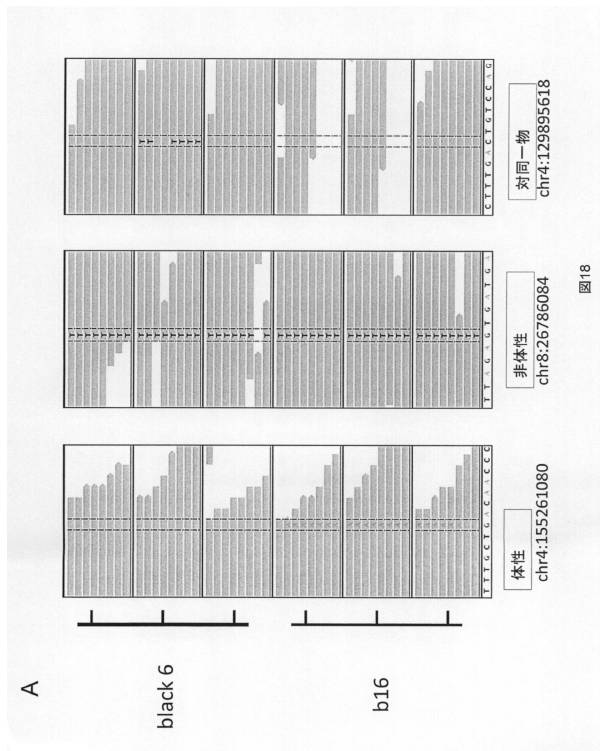 A
black 6
b16
T T T G C T G A C A A C C C
体性
chr4:155261080
T T A G A G T G A T G A
非体性
chr8:26786084
C T T T G A C T G T C C A G
対同一物
chr4:129895618
図18